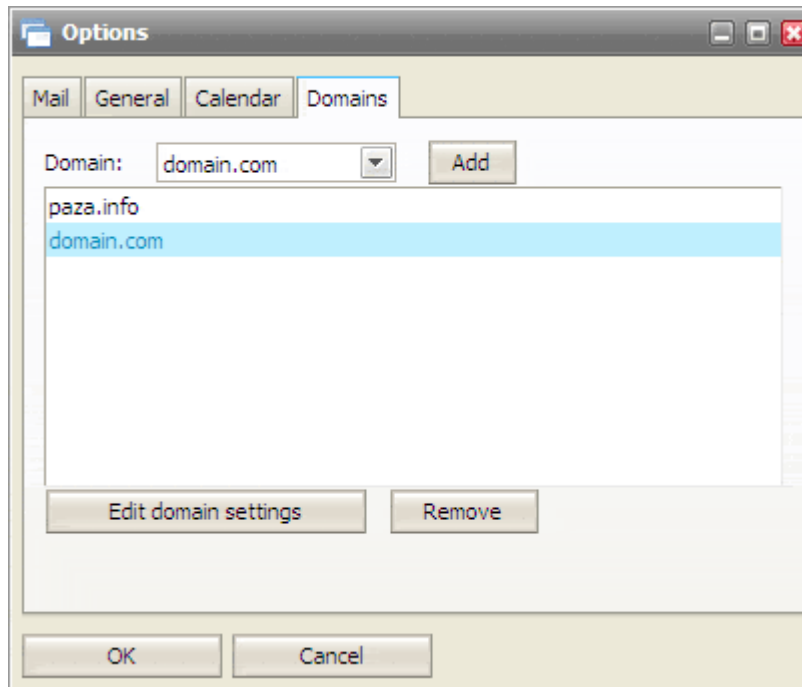 Options
Mail General Calendar Domains
Domain: domain.com Add
paza.info
domain.com
Edit domain settings Remove
OK Cancel